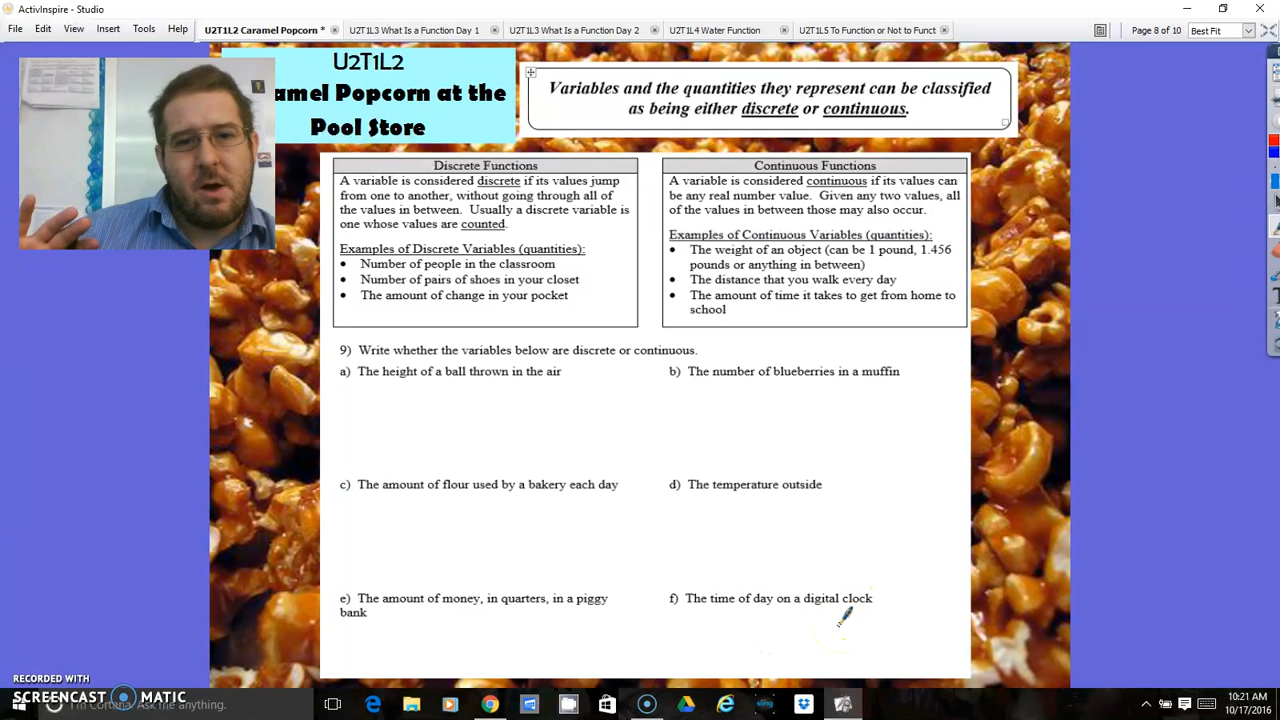 ActivInspire - Studio
File Edit View Insert Tools Help
U2T1L2 Caramel Popcorn *
U2T1L3 What Is a Function Day 1
U2T1L3 What is a Function Day 2
U2T1L4 Water Function
U2T1L5 To Function or Not to Funct
Page 8 of 10
Best Fit
U2T1L2
amel Popcorn at the
Pool Store
Variables and the quantities they represent can be classified
as being either discrete or continuous.
Discrete Functions
A variable is considered discrete if its values jump
from one to another, without going through all of
the values in between. Usually a discrete variable is
one whose values are counted.
Examples of Discrete Variables (quantities):
• Number of people in the classroom
• Number of pairs of shoes in your closet
• The amount of change in your pocket
Continuous Functions
A variable is considered continuous if its values can
be any real number value. Given any two values, all
of the values in between those may also occur.
Examples of Continuous Variables (quantities):
• The weight of an object (can be 1 pound, 1.456
pounds or anything in between)
• The distance that you walk every day
• The amount of time it takes to get from home to
school
9) Write whether the variables below are discrete or continuous.
a) The height of a ball thrown in the air
b) The number of blueberries in a muffin
c) The amount of flour used by a bakery each day
d) The temperature outside
e) The amount of money, in quarters, in a piggy
bank
f) The time of day on a digital clock
RECORDED WITH
SCREENCAST MATIC
I'm Cortana. Ask me anything.
sling
10:21 AM
10/17/2016